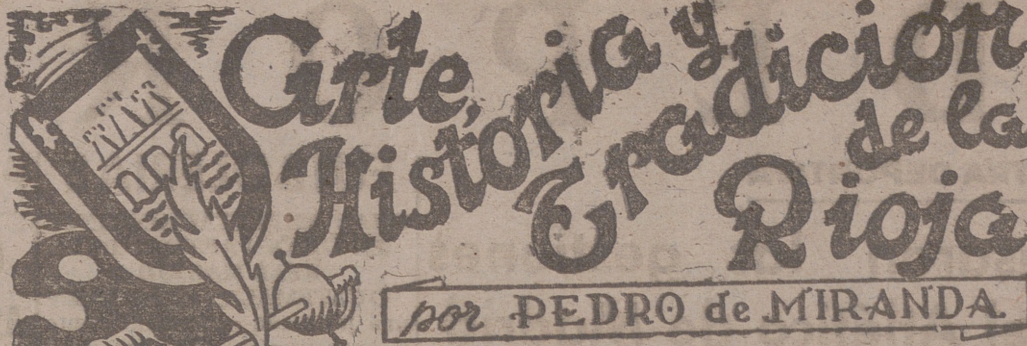 Arte,
Historia y
Tradición
de la
Rioja
por PEDRO de MIRANDA